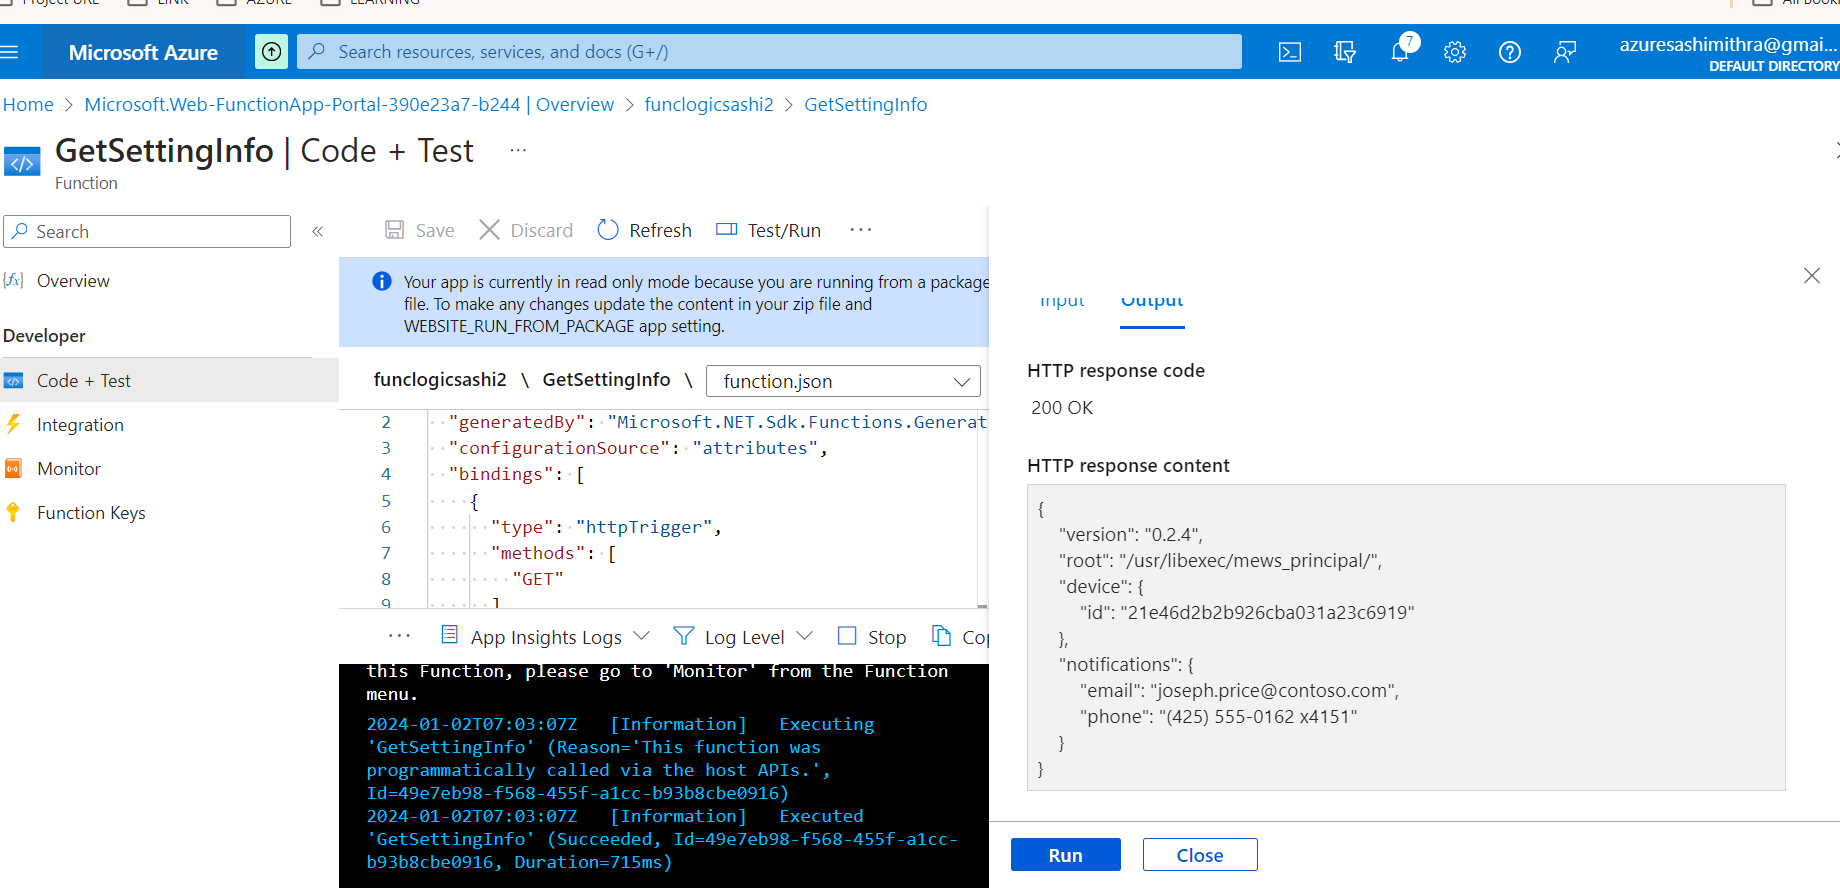 Project URL LINK AZURE LEARNING
Microsoft Azure
Search resources, services, and docs (G+/)
7
azuresashimithra@gmai...
DEFAULT DIRECTORY
Home > Microsoft.Web-FunctionApp-Portal-390e23a7-b244 | Overview > funclogicsashi2 > GetSettingInfo
GetSettingInfo | Code + Test ...
Function
Search «
Overview
Developer
Code + Test
Integration
Monitor
Function Keys
Save Discard Refresh Test/Run ...
Your app is currently in read only mode because you are running from a package
file. To make any changes update the content in your zip file and
WEBSITE_RUN_FROM_PACKAGE app setting.
funclogicsashi2 \ GetSettingInfo \ function.json
2 "generatedBy": "Microsoft.NET.Sdk.Functions.Generat
3 "configurationSource": "attributes",
4 "bindings": [
5 {
6 "type": "httpTrigger",
7 "methods": [
8 "GET"
9 ]
... App Insights Logs Log Level Stop
this Function, please go to 'Monitor' from the Function
menu.
2024-01-02T07:03:07Z [Information] Executing
'GetSettingInfo' (Reason='This function was
programmatically called via the host APIs.',
Id=49e7eb98-f568-455f-a1cc-b93b8cbe0916)
2024-01-02T07:03:07Z [Information] Executed
'GetSettingInfo' (Succeeded, Id=49e7eb98-f568-455f-a1cc-
b93b8cbe0916, Duration=715ms)
Input Output
HTTP response code
200 OK
HTTP response content
{
"version": "0.2.4",
"root": "/usr/libexec/mews_principal/",
"device": {
"id": "21e46d2b2b926cba031a23c6919"
},
"notifications": {
"email": "joseph.price@contoso.com",
"phone": "(425) 555-0162 x4151"
}
}
Run Close